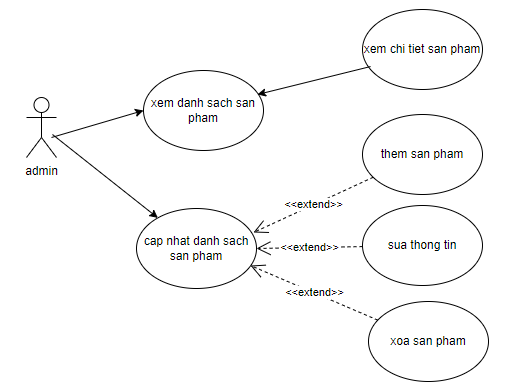 xem chi tiet san pham
xem danh sach san
pham
admin
them san pham
<<extend>>
cap nhat danh sach
san pham
<<extend>>
sua thong tin
<<extend>>
xoa san pham